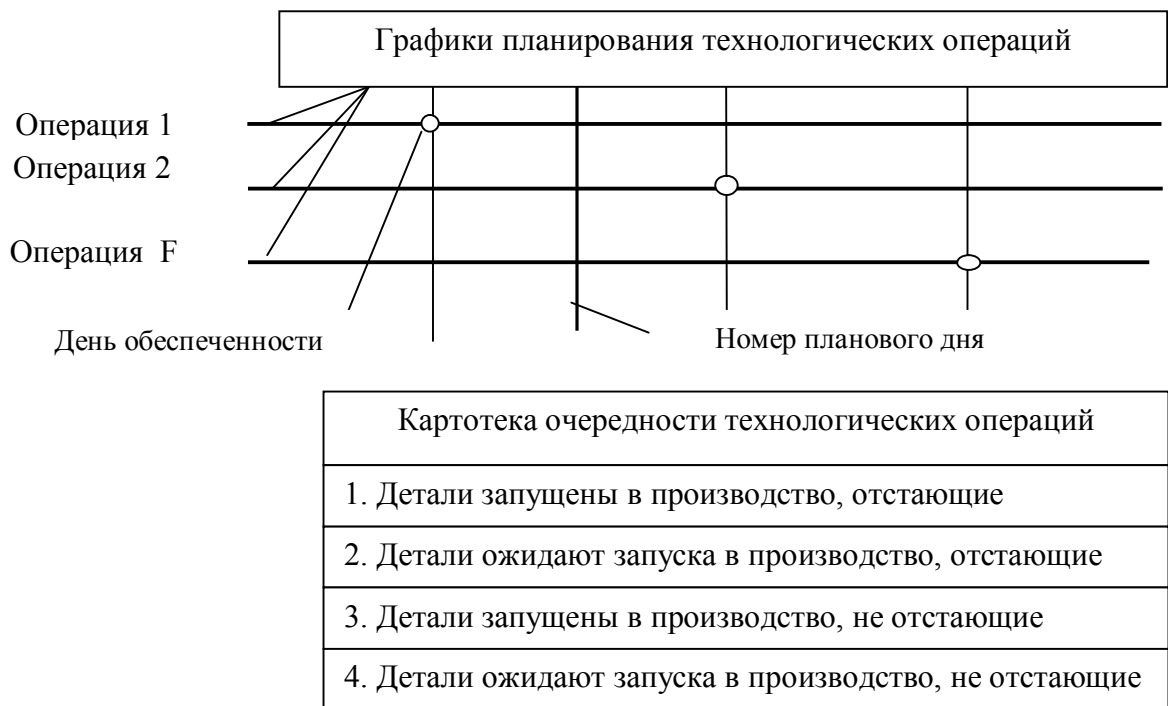 Графики планирования технологических операций
Операция 1
Операция 2
Операция F
День обеспеченности
Номер планового дня
Картотека очередности технологических операций
1. Детали запущены в производство, отстающие
2. Детали ожидают запуска в производство, отстающие
3. Детали запущены в производство, не отстающие
4. Детали ожидают запуска в производство, не отстающие